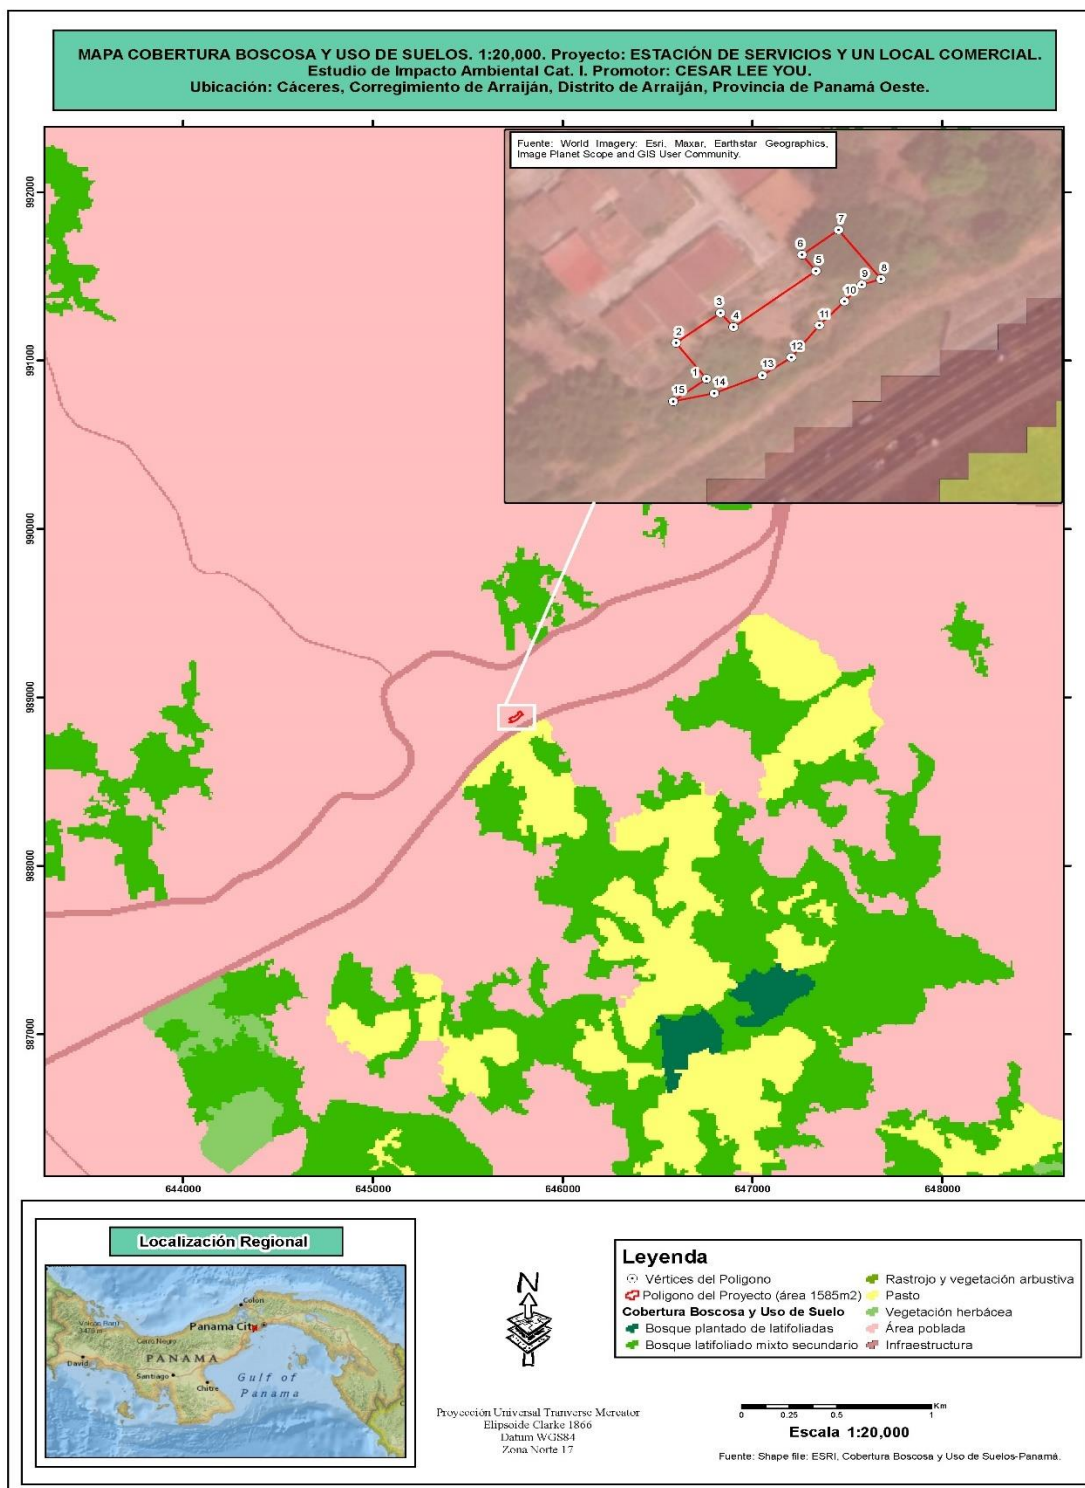 MAPA COBERTURA BOSCOSA Y USO DE SUELOS. 1:20,000. Proyecto: ESTACIÓN DE SERVICIOS Y UN LOCAL COMERCIAL.
Estudio de Impacto Ambiental Cat. I. Promotor: CESAR LEE YOU.
Ubicación: Cáceres, Corregimiento de Arraiján, Distrito de Arraiján, Provincia de Panamá Oeste.
Fuente: World Imagery: Esri, Maxar, Earthstar Geographics,
Image Planet Scope and GIS User Community.
7
6
5
8
9
10
3
4
11
2
12
13
1
14
15
992000
991000
990000
989000
988000
987000
644000
645000
646000
647000
648000
Localización Regional
Colon
Panama City
Cerro Negro
David
PANAMA
Santiago
Chitre
Gulf of
Panama
N
Proyección Universal Tranverse Mercator
Elipsoide Clarke 1866
Datum WGS84
Zona Norte 17
Leyenda
Vértices del Poligono
Poligono del Proyecto (área 1585m2)
Cobertura Boscosa y Uso de Suelo
Bosque plantado de latifoliadas
Bosque latifoliado mixto secundario
Rastrojo y vegetación arbustiva
Pasto
Vegetación herbácea
Área poblada
Infraestructura
Km
0 0.25 0.5 1
Escala 1:20,000
Fuente: Shape file: ESRI, Cobertura Boscosa y Uso de Suelos-Panamá.